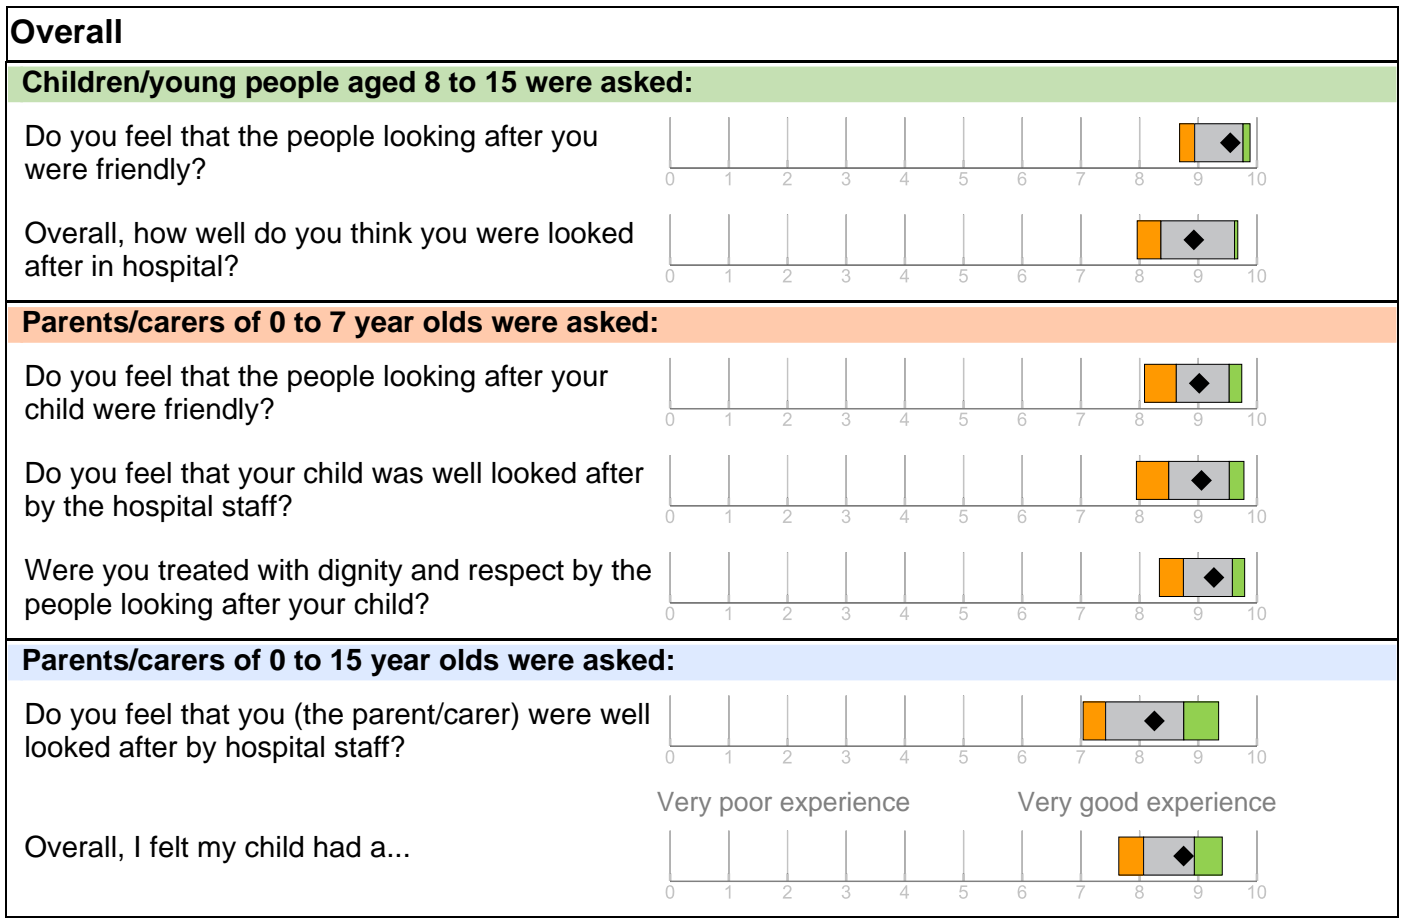 Overall
Children/young people aged 8 to 15 were asked:
Do you feel that the people looking after you
were friendly?
0 1 2 3 4 5 6 7 8 9 10
Overall, how well do you think you were looked
after in hospital?
0 1 2 3 4 5 6 7 8 9 10
Parents/carers of 0 to 7 year olds were asked:
Do you feel that the people looking after your
child were friendly?
0 1 2 3 4 5 6 7 8 9 10
Do you feel that your child was well looked after
by the hospital staff?
0 1 2 3 4 5 6 7 8 9 10
Were you treated with dignity and respect by the
people looking after your child?
0 1 2 3 4 5 6 7 8 9 10
Parents/carers of 0 to 15 year olds were asked:
Do you feel that you (the parent/carer) were well
looked after by hospital staff?
0 1 2 3 4 5 6 7 8 9 10
Very poor experience Very good experience
Overall, I felt my child had a...
0 1 2 3 4 5 6 7 8 9 10